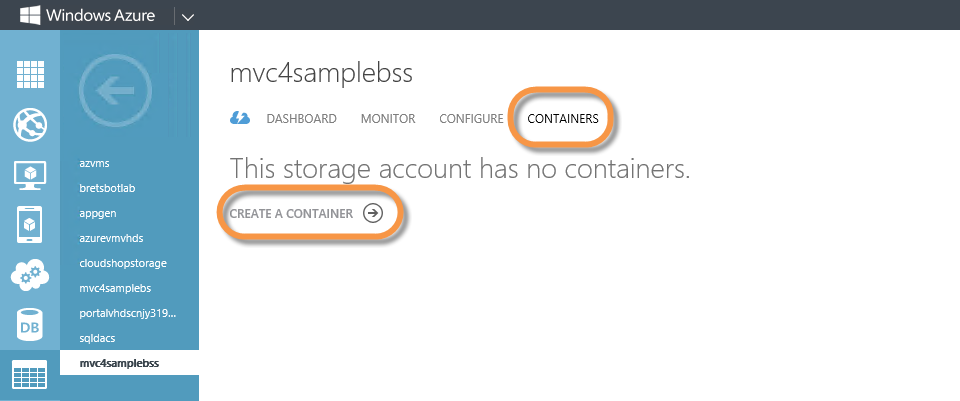 Windows Azure
mvc4samplebss
DASHBOARD MONITOR CONFIGURE CONTAINERS
This storage account has no containers.
CREATE A CONTAINER
azvms
bretsbotlab
appgen
azurevmvhds
cloudshopstorage
mvc4samplebs
portalvhdscnjy319...
sqldacs
mvc4samplebss
DB